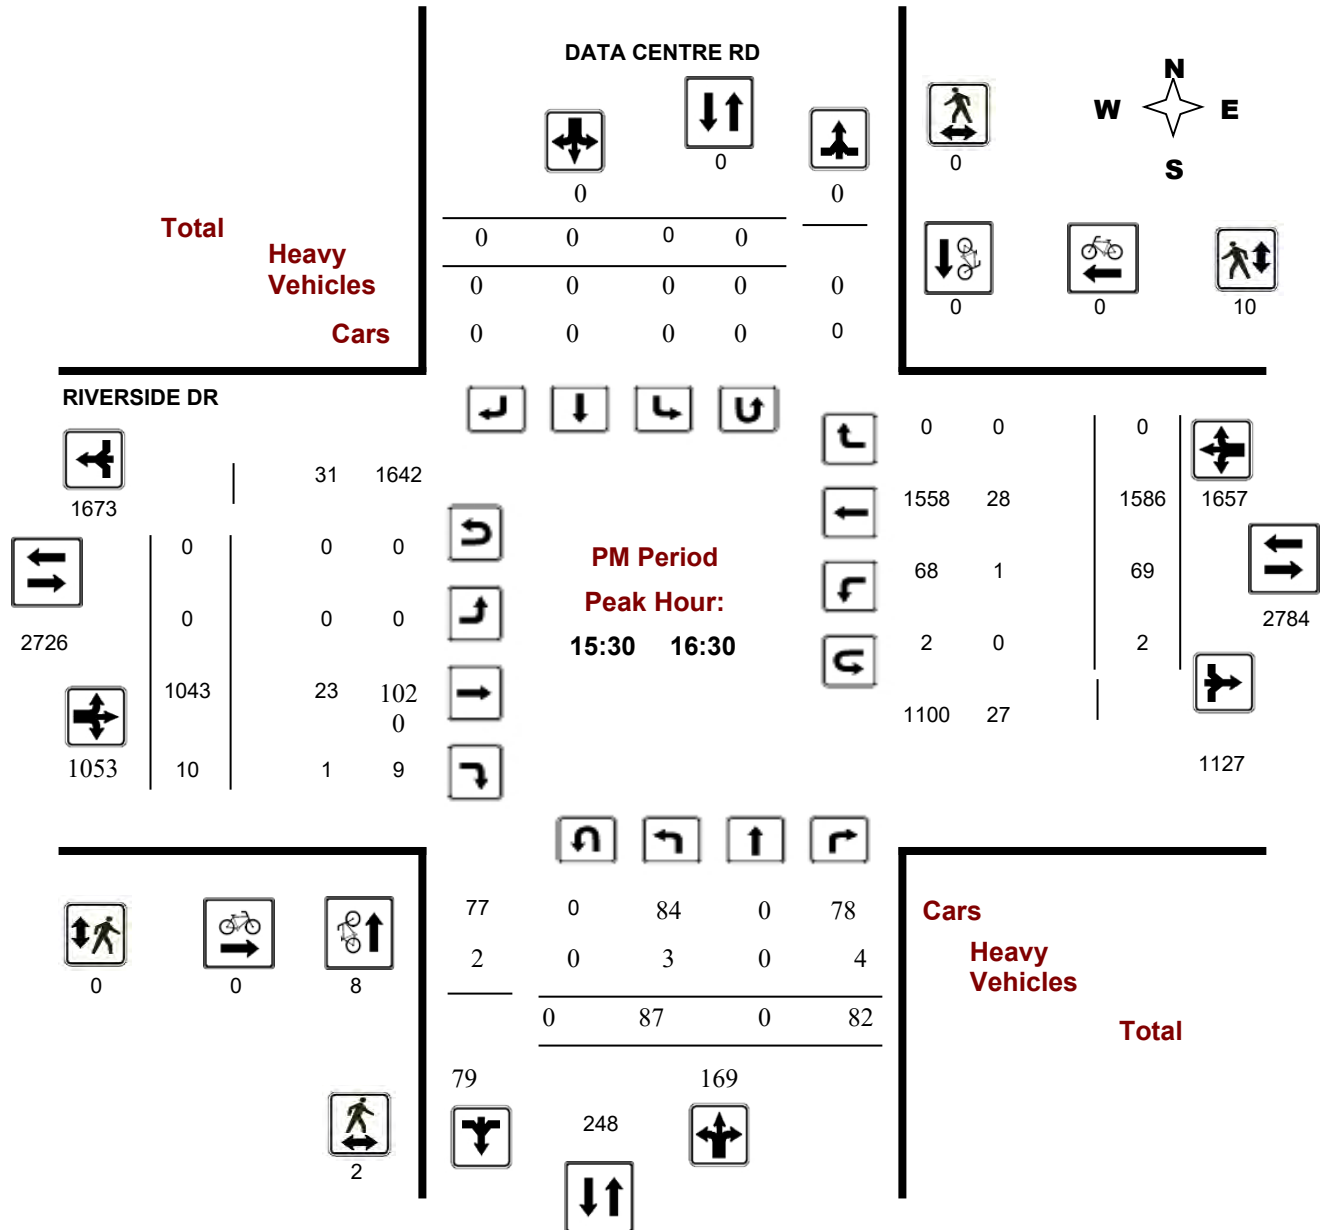 DATA CENTRE RD
N
W E
S
0
0
0
0 0
Total
0 0 0 0
Heavy
Vehicles
0 0 0 0 0
0 0 10
Cars
0 0 0 0 0
RIVERSIDE DR
0 0 0
31 1642
1673
1558 28 1586 1657
0 0 0
PM Period
68 1 69
Peak Hour:
0 0 0
2784
2726
15:30 16:30
2 0 2
1043 23 102
0
1100 27
1053 10 1 9
1127
77 0 84 0 78
Cars
2 0 3 0 4
Heavy
Vehicles
0 0 8
0 87 0 82
Total
79 169
248
2